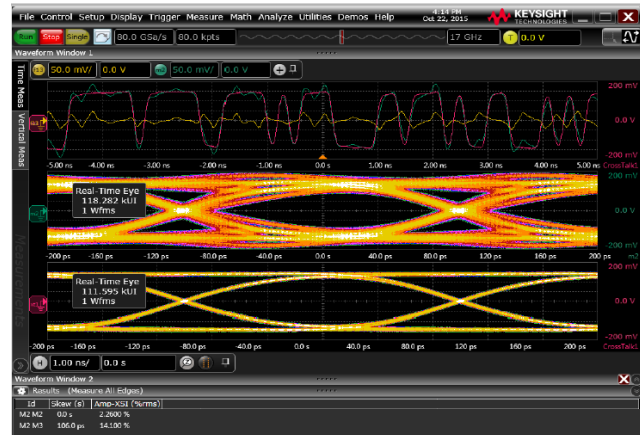 File Control Setup Display Trigger Measure Math Analyze Utilities Demos Help
4:14 PM
Oct 22, 2015
KEYSIGHT
TECHNOLOGIES
Run Stop Single 80.0 GSa/s 80.0 kpts 17 GHz T 0.0 V
Waveform Window 1
Time Meas
Vertical Meas
Measurements
50.0 mV/ 0.0 V m2 50.0 mV/ 0.0 V
200 mV
0.0 V
-200 mV
-5.00 ns -4.00 ns -3.00 ns -2.00 ns -1.00 ns 0.0 s 1.00 ns 2.00 ns 3.00 ns 4.00 ns 5.00 ns CrossTalk1
200 mV
Real-Time Eye
118.282 kUI
1 Wfms
0.0 V
-200 mV
-200 ps -160 ps -120 ps -80.0 ps -40.0 ps 0.0 s 40.0 ps 80.0 ps 120 ps 160 ps 200 ps m2
200 mV
Real-Time Eye
111.595 kUI
1 Wfms
0.0 V
-200 mV
-200 ps -160 ps -120 ps -80.0 ps -40.0 ps 0.0 s 40.0 ps 80.0 ps 120 ps 160 ps 200 ps CrossTalk1
H 1.00 ns/ 0.0 s
Waveform Window 2
Results (Measure All Edges)
Id Skew (s) Amp-XSI (%rms)
M2 M2 0.0 s 2.2600 %
M2 M3 106.0 ps 14.100 %